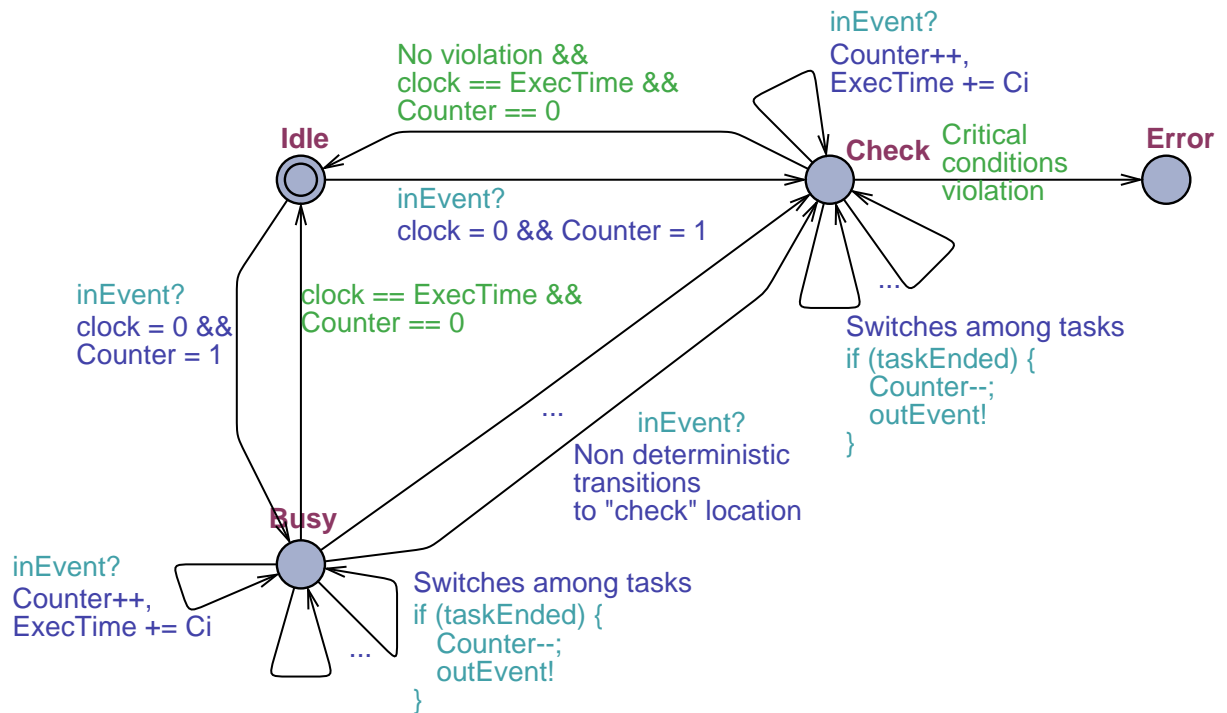 inEvent?
Counter++,
ExecTime += Ci
No violation &&
clock == ExecTime &&
Counter == 0
Idle
Check
Critical
conditions
violation
Error
inEvent?
clock = 0 && Counter = 1
inEvent?
clock = 0 &&
Counter = 1
clock == ExecTime &&
Counter == 0
...
Switches among tasks
if (taskEnded) {
Counter--;
outEvent!
}
...
inEvent?
Non deterministic
transitions
to "check" location
Busy
inEvent?
Counter++,
ExecTime += Ci
...
Switches among tasks
if (taskEnded) {
Counter--;
outEvent!
}